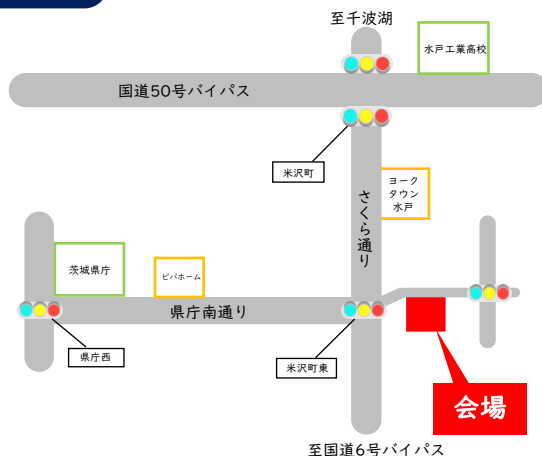 至千波湖
水戸工業高校
国道50号バイパス
米沢町
ヨーク
タウン
水戸
さくら通り
茨城県庁
ビバホーム
県庁南通り
県庁西
米沢町東
会場
至国道6号バイパス